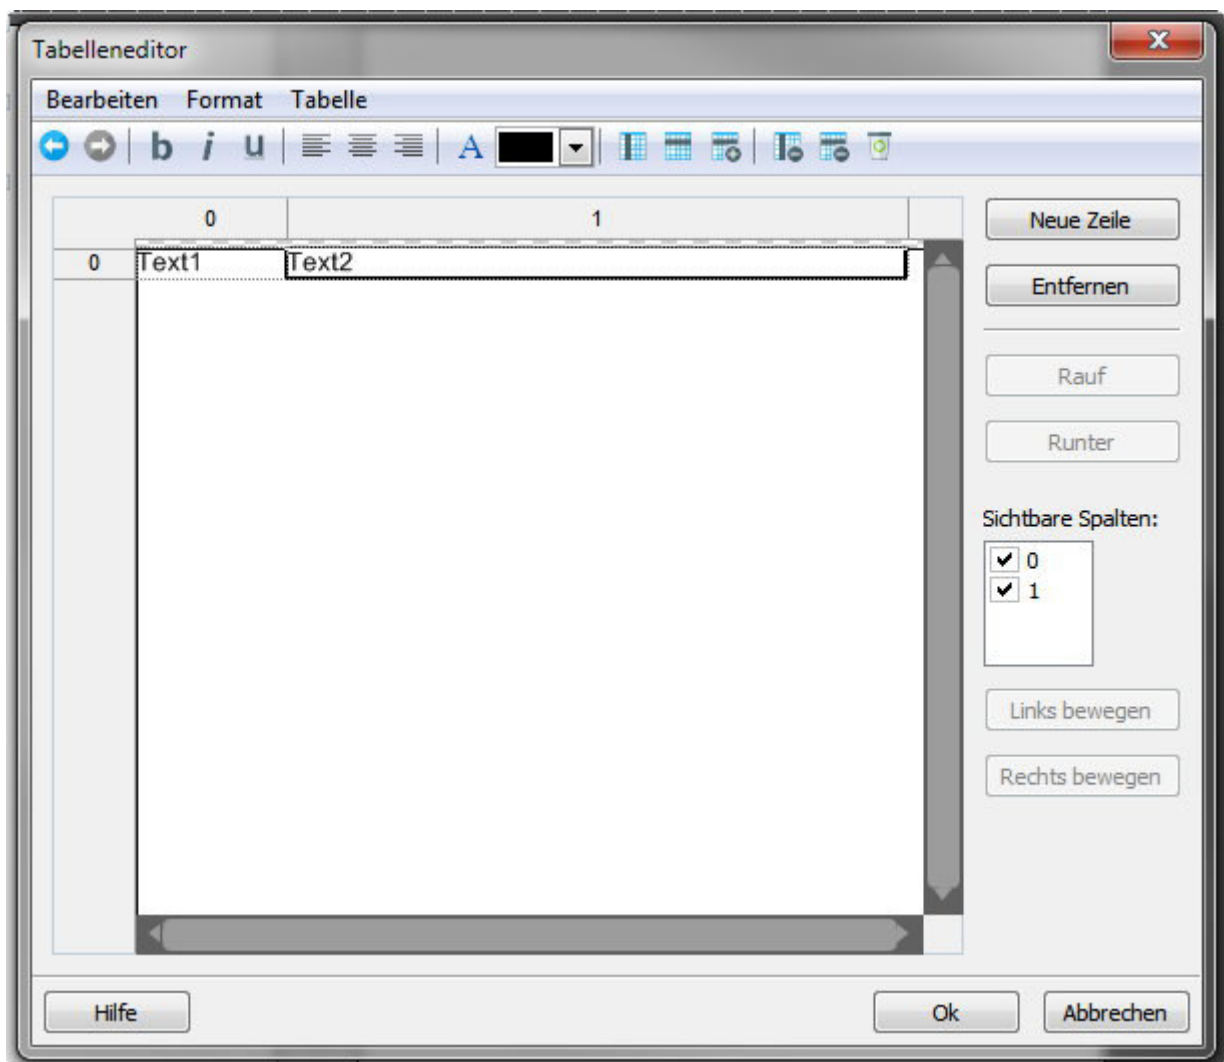 Tabelleneditor
Bearbeiten Format Tabelle
b i u A
0 1
0 Text1 Text2
Neue Zeile
Entfernen
Rauf
Runter
Sichtbare Spalten:
0
1
Links bewegen
Rechts bewegen
Hilfe Ok Abbrechen